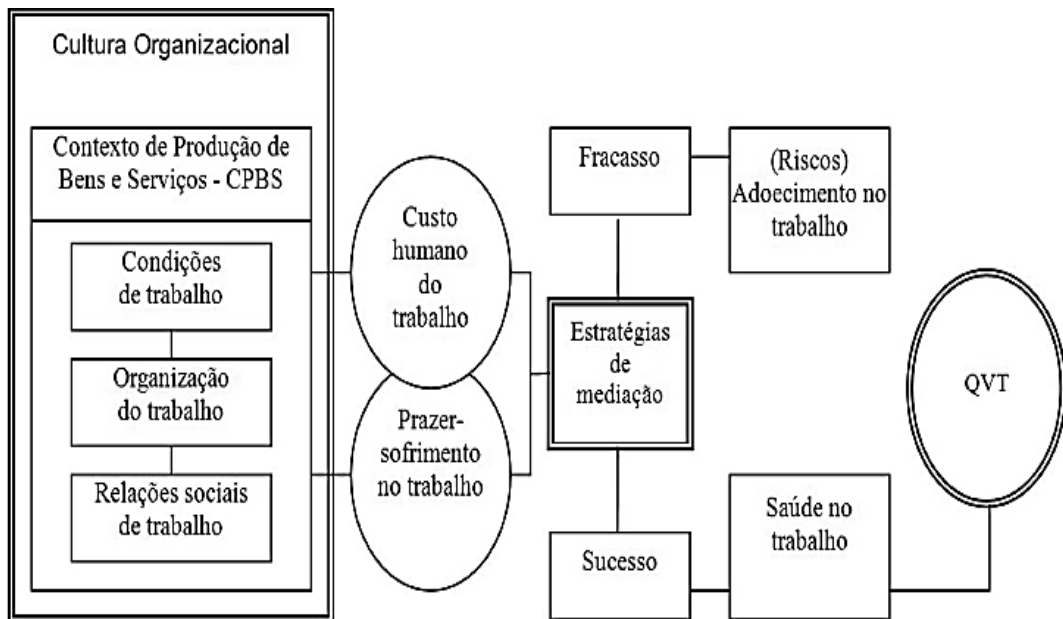 Cultura Organizacional
Contexto de Produção de
Bens e Serviços - CPBS
Condições
de trabalho
Organização
do trabalho
Relações sociais
de trabalho
Custo
humano
do
trabalho
Prazer-
sofrimento
no trabalho
Fracasso
(Riscos)
Adoecimento no
trabalho
Estratégias
de
mediação
Sucesso
Saúde no
trabalho
QVT